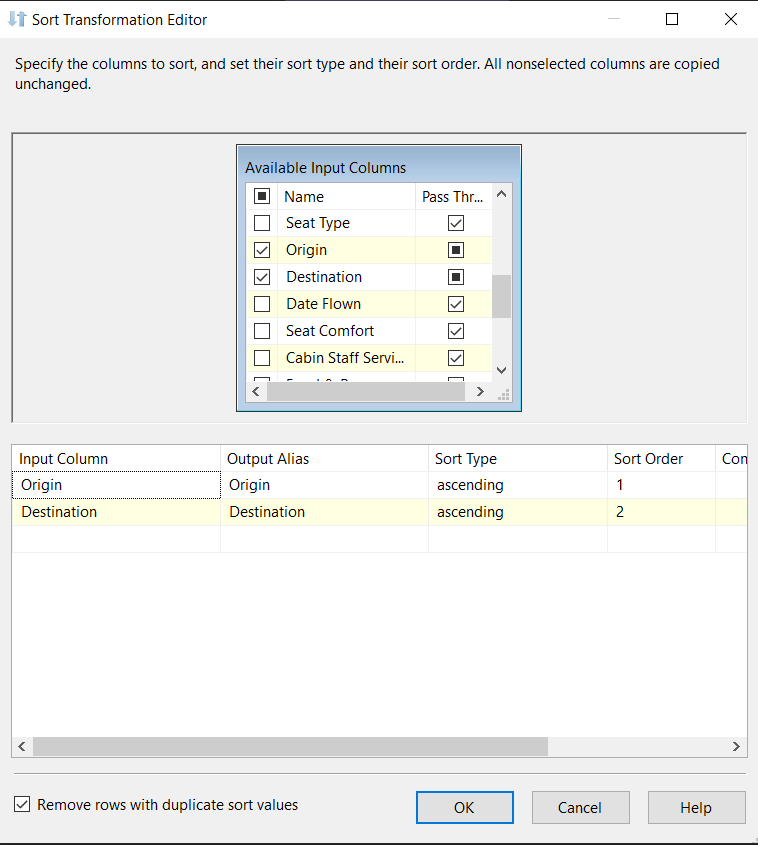 Sort Transformation Editor
Specify the columns to sort, and set their sort type and their sort order. All nonselected columns are copied
unchanged.
Available Input Columns
Name Pass Thr...
Seat Type
Origin
Destination
Date Flown
Seat Comfort
Cabin Staff Servi...
Input Column Output Alias Sort Type Sort Order Com
Origin Origin ascending 1
Destination Destination ascending 2
Remove rows with duplicate sort values
OK Cancel Help